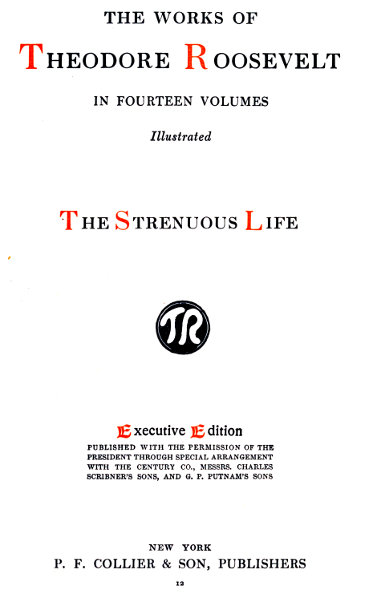 THE WORKS OF
THEODORE ROOSEVELT
IN FOURTEEN VOLUMES
Illustrated
THE STRENUOUS LIFE
TR
Executive Edition
PUBLISHED WITH THE PERMISSION OF THE
PRESIDENT THROUGH SPECIAL ARRANGEMENT
WITH THE CENTURY CO., MESSRS. CHARLES
SCRIBNER'S SONS, AND G. P. PUTNAM'S SONS
NEW YORK
P. F. COLLIER & SON, PUBLISHERS
12